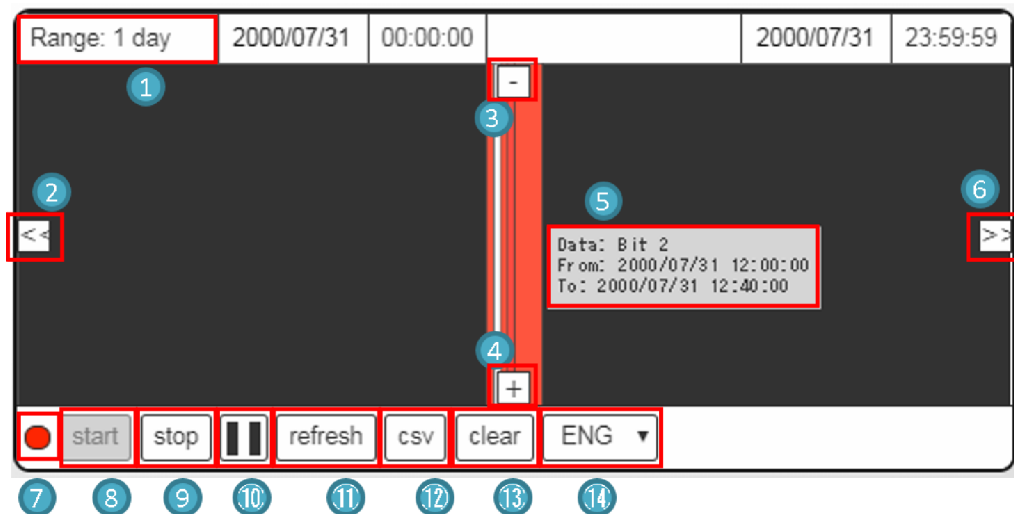 Range: 1 day 2000/07/31 00:00:00 2000/07/31 23:59:59
1
-
3
2
5
6
<<
>>
Data: Bit 2
From: 2000/07/31 12:00:00
To: 2000/07/31 12:40:00
4
+
start stop refresh csv clear ENG ▼
7 8 9 10 11 12 13 14